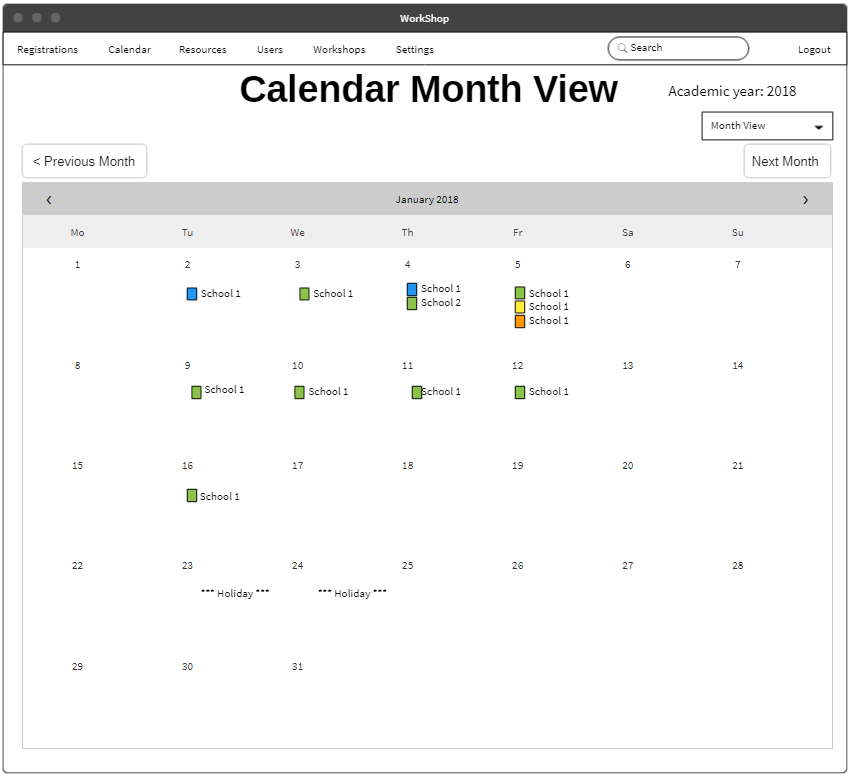 WorkShop
Registrations Calendar Resources Users Workshops Settings Search Logout
Calendar Month View
Academic year: 2018
Month View
< Previous Month Next Month
‹ January 2018 ›
Mo Tu We Th Fr Sa Su
1 2 3 4 5 6 7
School 1 School 1 School 1 School 1
School 2 School 1
School 1
8 9 10 11 12 13 14
School 1 School 1 School 1 School 1
15 16 17 18 19 20 21
School 1
22 23 24 25 26 27 28
*** Holiday *** *** Holiday ***
29 30 31